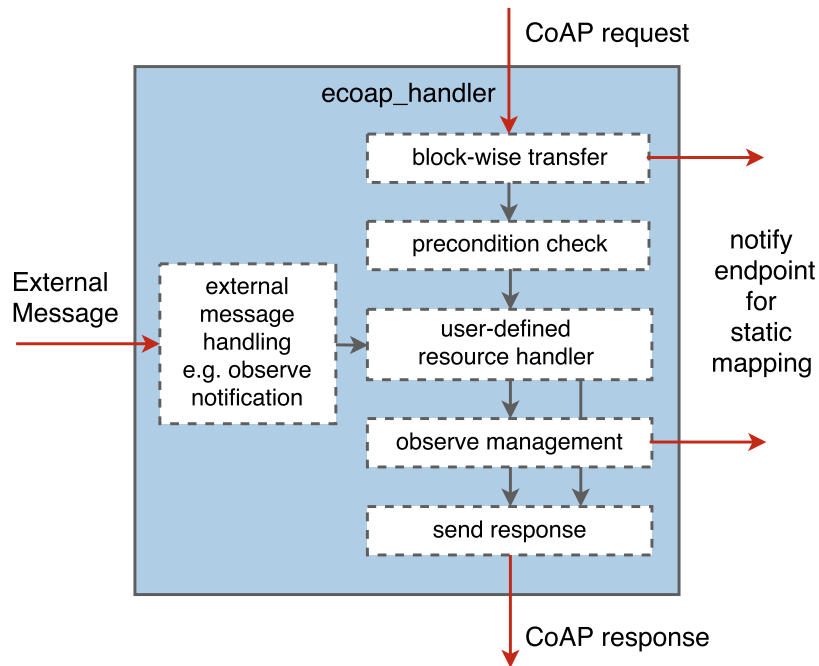 CoAP request
ecoap_handler
block-wise transfer
precondition check
notify
endpoint
for
static
mapping
External
Message
external
message
handling
e.g. observe
notification
user-defined
resource handler
observe management
send response
CoAP response